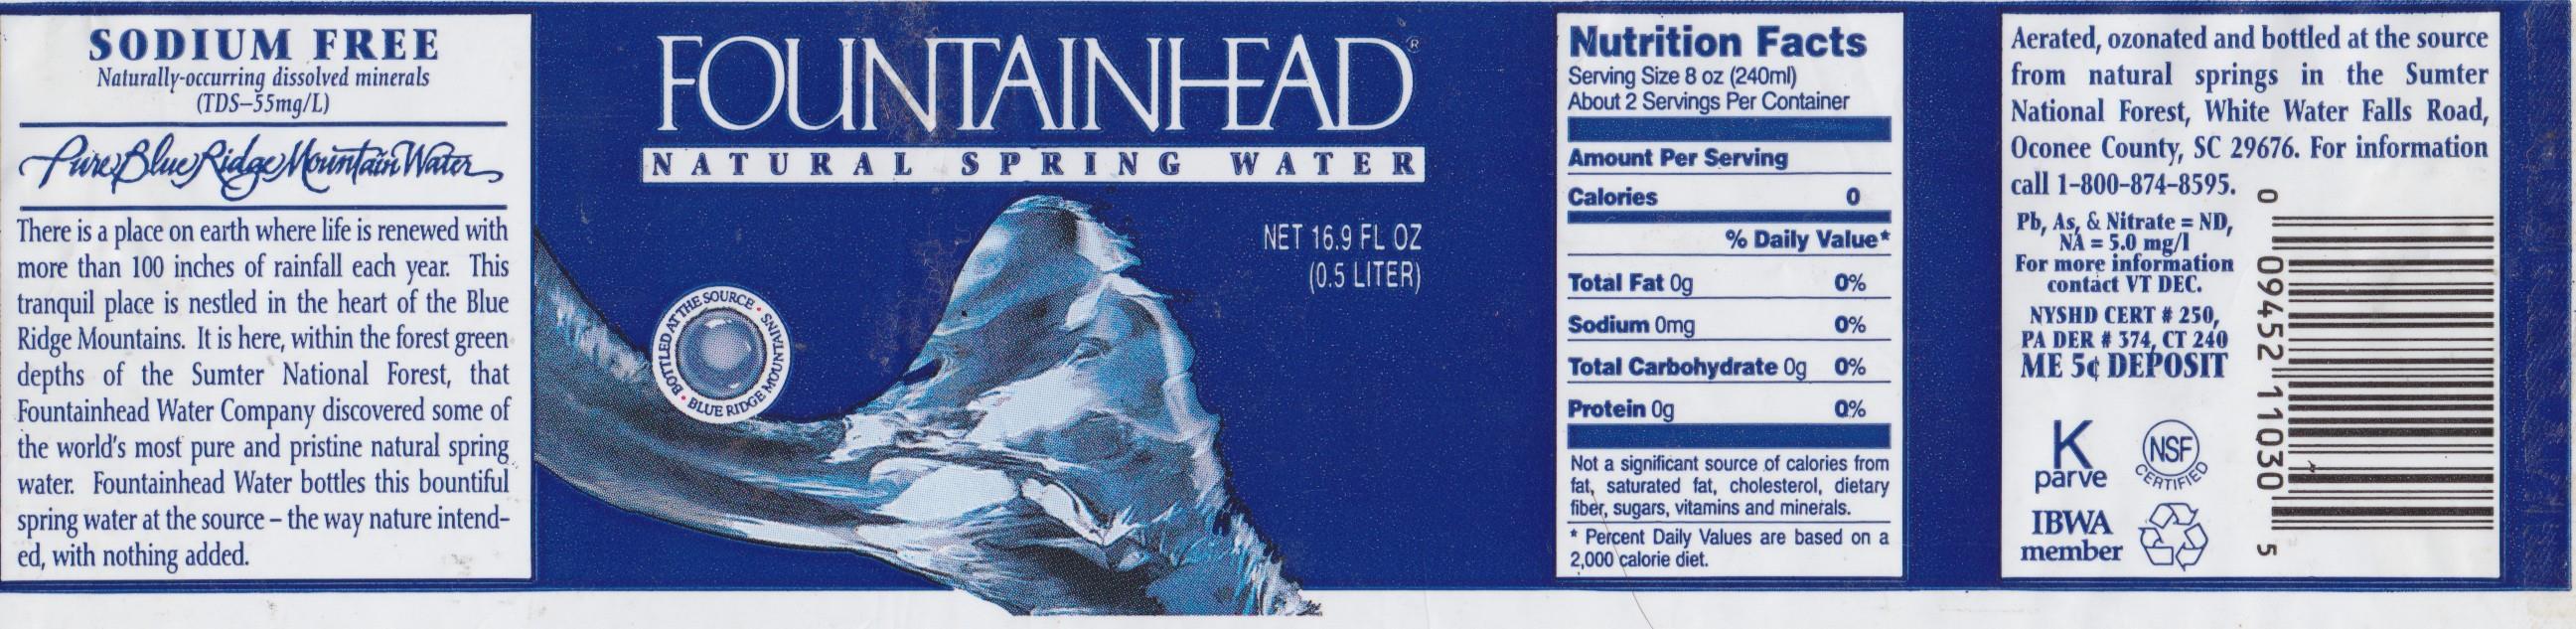 SODIUM FREE
Naturally-occurring dissolved minerals
(TDS–55mg/L)
Pure Blue Ridge Mountain Water
There is a place on earth where life is renewed with
more than 100 inches of rainfall each year. This
tranquil place is nestled in the heart of the Blue
Ridge Mountains. It is here, within the forest green
depths of the Sumter National Forest, that
Fountainhead Water Company discovered some of
the world's most pure and pristine natural spring
water. Fountainhead Water bottles this bountiful
spring water at the source – the way nature intend-
ed, with nothing added.
FOUNTAINHEAD®
NATURAL SPRING WATER
NET 16.9 FL OZ
(0.5 LITER)
BOTTLED AT THE SOURCE •
BLUE RIDGE MOUNTAINS •
Nutrition Facts
Serving Size 8 oz (240ml)
About 2 Servings Per Container
Amount Per Serving
Calories 0
% Daily Value*
Total Fat 0g 0%
Sodium 0mg 0%
Total Carbohydrate 0g 0%
Protein 0g 0%
Not a significant source of calories from
fat, saturated fat, cholesterol, dietary
fiber, sugars, vitamins and minerals.
* Percent Daily Values are based on a
2,000 calorie diet.
Aerated, ozonated and bottled at the source
from natural springs in the Sumter
National Forest, White Water Falls Road,
Oconee County, SC 29676. For information
call 1–800–874–8595.
Pb, As, & Nitrate = ND,
NA = 5.0 mg/l
For more information
contact VT DEC.
NYSHD CERT # 250,
PA DER # 374, CT 240
ME 5¢ DEPOSIT
K
parve
NSF
CERTIFIED
IBWA
member
0 09452 11030 5